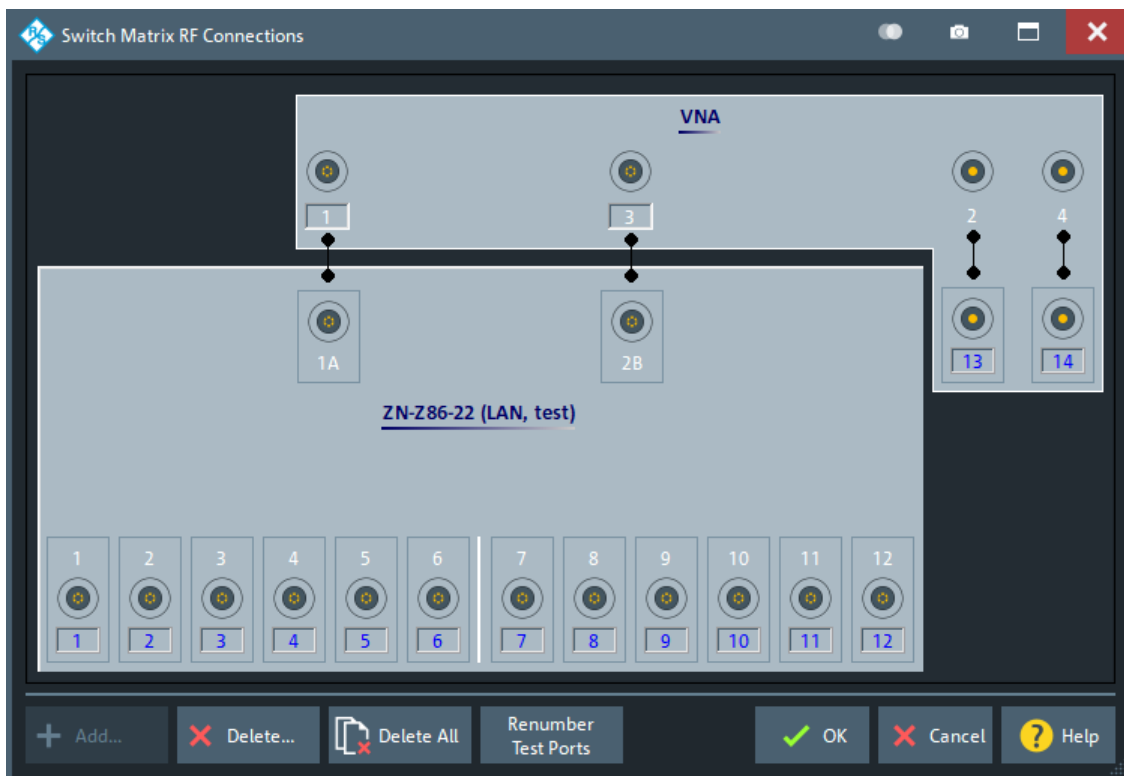 R&S Switch Matrix RF Connections
VNA
1 3 2 4
1A 2B 13 14
ZN-Z86-22 (LAN, test)
1 2 3 4 5 6 7 8 9 10 11 12
1 2 3 4 5 6 7 8 9 10 11 12
Add... Delete... Delete All Renumber Test Ports OK Cancel Help